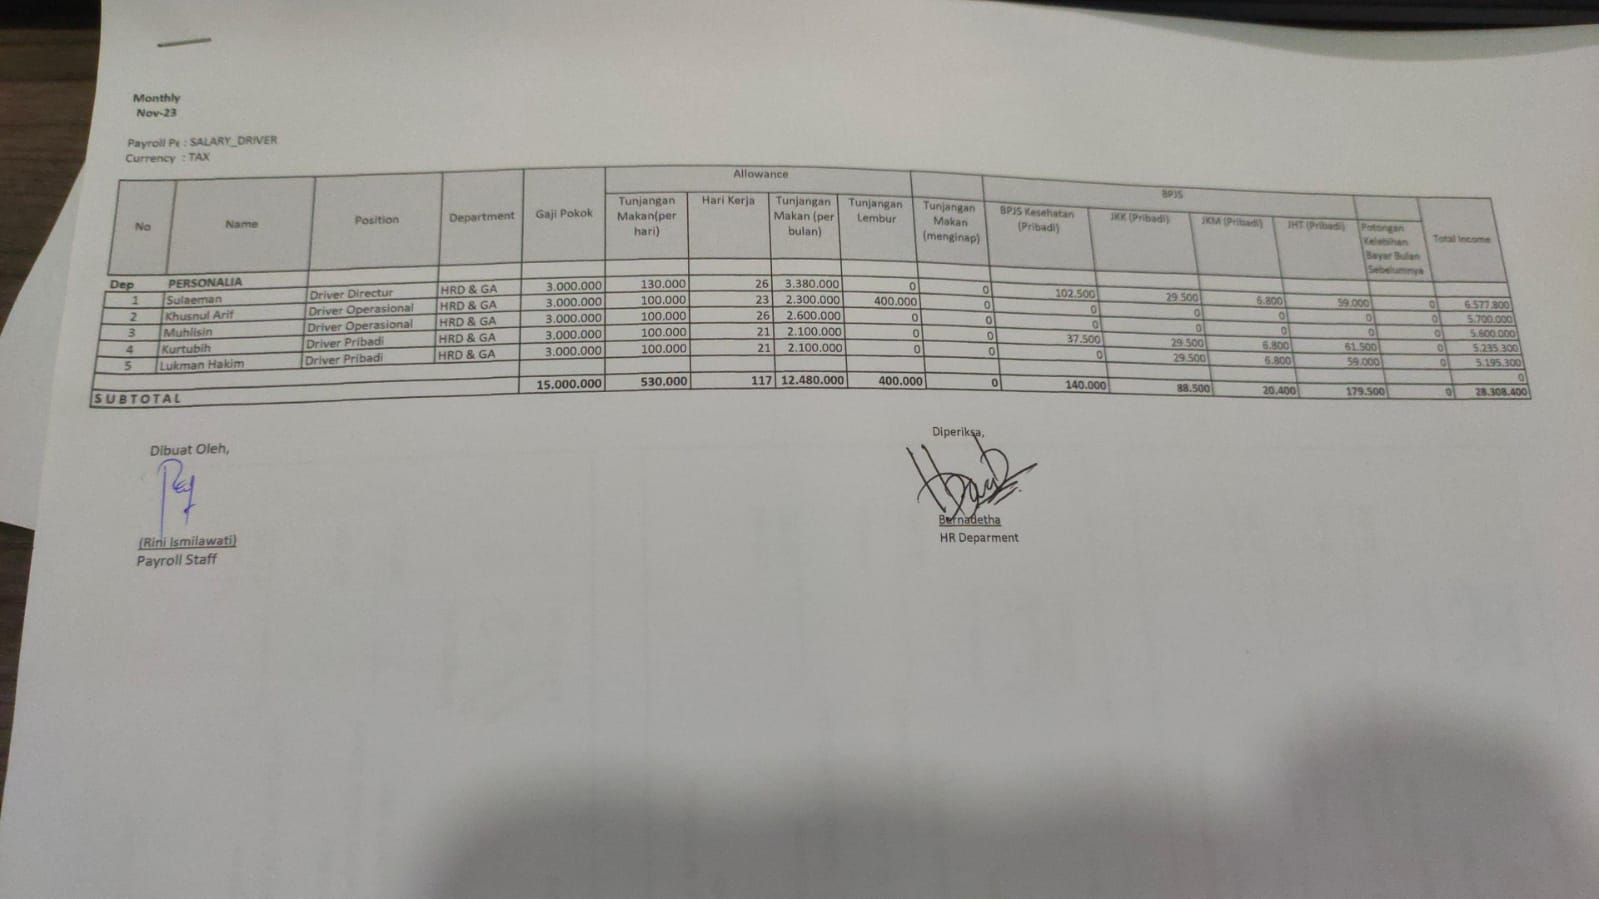 Monthly
Nov-23
Payroll Pe : SALARY_DRIVER
Currency : TAX
Allowance
BPJS
No Name Position Department Gaji Pokok Tunjangan Makan(per hari) Hari Kerja Tunjangan Makan (per bulan) Tunjangan Lembur Tunjangan Makan (menginap) BPJS Kesehatan (Pribadi) JKK (Pribadi) JKM (Pribadi) JHT (Pribadi) Potongan Kelebihan Bayar Bulan Sebelumnya Total Income
Dep PERSONALIA
1 Sulaeman Driver Directur HRD & GA 3.000.000 130.000 26 3.380.000 0 0 102.500 29.500 6.800 59.000 0 6.577.800
2 Khusnul Arif Driver Operasional HRD & GA 3.000.000 100.000 23 2.300.000 400.000 0 0 0 0 0 0 5.700.000
3 Muhlisin Driver Operasional HRD & GA 3.000.000 100.000 26 2.600.000 0 0 0 0 0 0 0 5.600.000
4 Kurtubih Driver Pribadi HRD & GA 3.000.000 100.000 21 2.100.000 0 0 37.500 29.500 6.800 61.500 0 5.235.300
5 Lukman Hakim Driver Pribadi HRD & GA 3.000.000 100.000 21 2.100.000 0 0 0 29.500 6.800 59.000 0 5.195.300
0
SUBTOTAL 15.000.000 530.000 117 12.480.000 400.000 0 140.000 88.500 20.400 179.500 0 28.308.400
Dibuat Oleh,
Diperiksa,
(Rini Ismilawati)
Payroll Staff
Bernadetha
HR Deparment